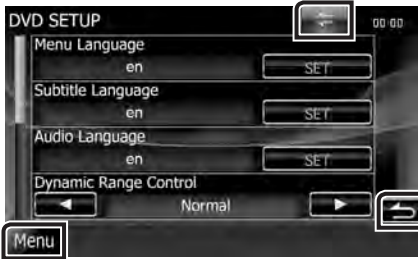 DVD SETUP
00:00
Menu Language
en
SET
Subtitle Language
en
SET
Audio Language
en
SET
Dynamic Range Control
Normal
Menu